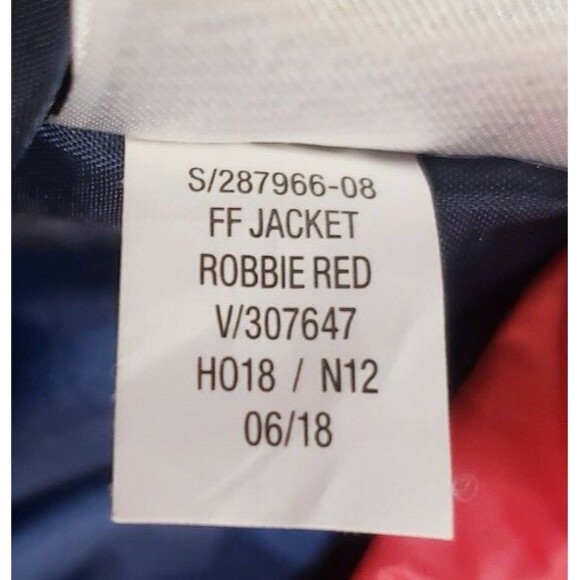 S/287966-08
FF JACKET
ROBBIE RED
V/307647
HO18 / N12
06/18